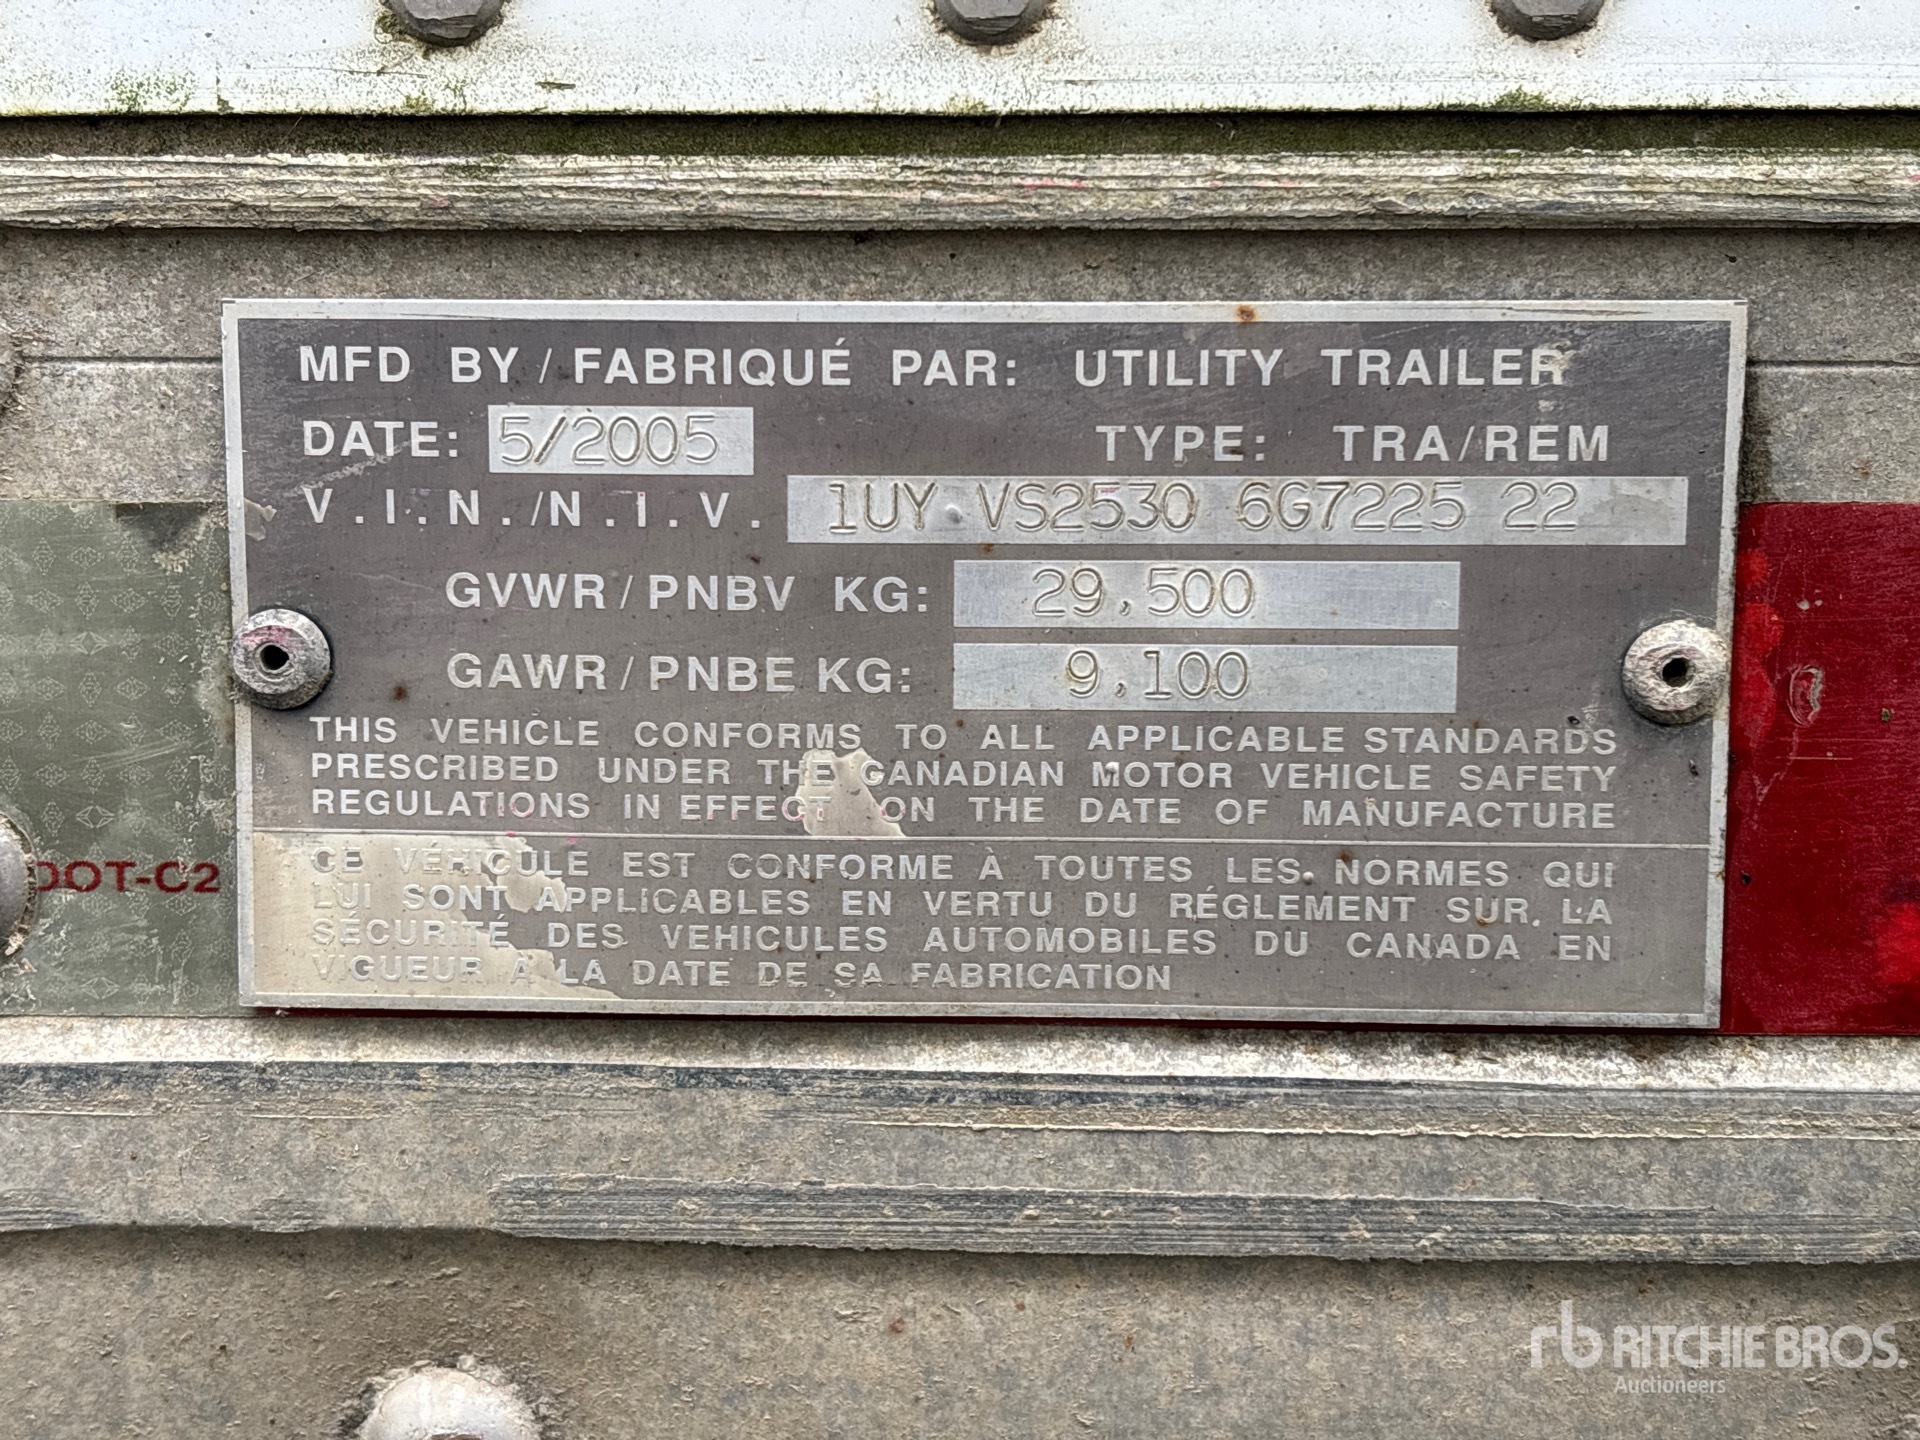 MFD BY / FABRIQUÉ PAR: UTILITY TRAILER
DATE: 5/2005 TYPE: TRA/REM
V.I.N./N.I.V. 1UY VS2530 6G7225 22
GVWR/PNBV KG: 29,500
GAWR/PNBE KG: 9,100
THIS VEHICLE CONFORMS TO ALL APPLICABLE STANDARDS
PRESCRIBED UNDER THE CANADIAN MOTOR VEHICLE SAFETY
REGULATIONS IN EFFECT ON THE DATE OF MANUFACTURE
CE VÉHICULE EST CONFORME À TOUTES LES NORMES QUI
LUI SONT APPLICABLES EN VERTU DU RÉGLEMENT SUR LA
SÉCURITÉ DES VEHICULES AUTOMOBILES DU CANADA EN
VIGUEUR À LA DATE DE SA FABRICATION
DOT-C2
rb RITCHIE BROS.
Auctioneers